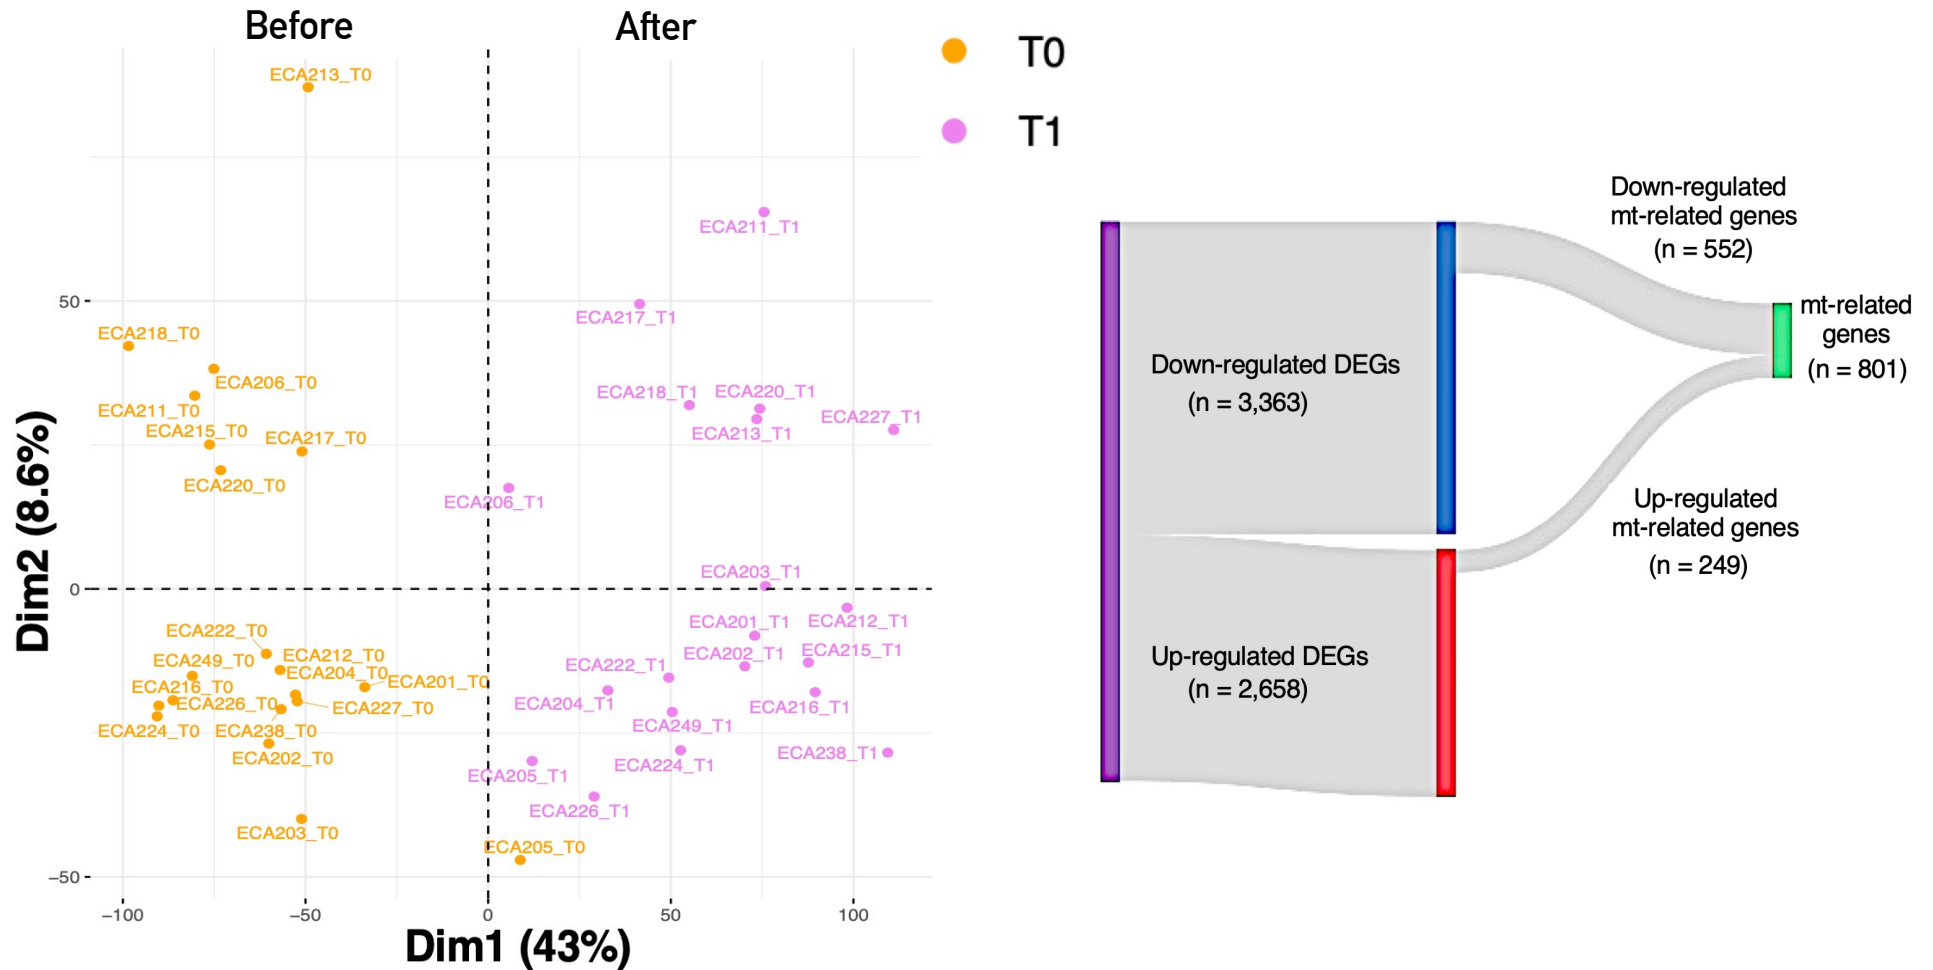 Before
After
T0
T1
ECA213_T0
ECA211_T1
ECA217_T1
ECA218_T0
ECA206_T0
ECA211_T0
ECA215_T0
ECA217_T0
ECA220_T0
ECA218_T1
ECA220_T1
ECA227_T1
ECA213_T1
ECA206_T1
ECA203_T1
ECA212_T1
ECA201_T1
ECA202_T1
ECA215_T1
ECA222_T1
ECA204_T1
ECA216_T1
ECA249_T1
ECA224_T1
ECA238_T1
ECA205_T1
ECA226_T1
ECA222_T0
ECA249_T0
ECA212_T0
ECA204_T0
ECA216_T0
ECA201_T0
ECA226_T0
ECA227_T0
ECA224_T0
ECA238_T0
ECA202_T0
ECA203_T0
ECA205_T0
50
0
−50
−100
−50
0
50
100
Dim2 (8.6%)
Dim1 (43%)
Down-regulated DEGs
(n = 3,363)
Up-regulated DEGs
(n = 2,658)
Down-regulated
mt-related genes
(n = 552)
mt-related
genes
(n = 801)
Up-regulated
mt-related genes
(n = 249)